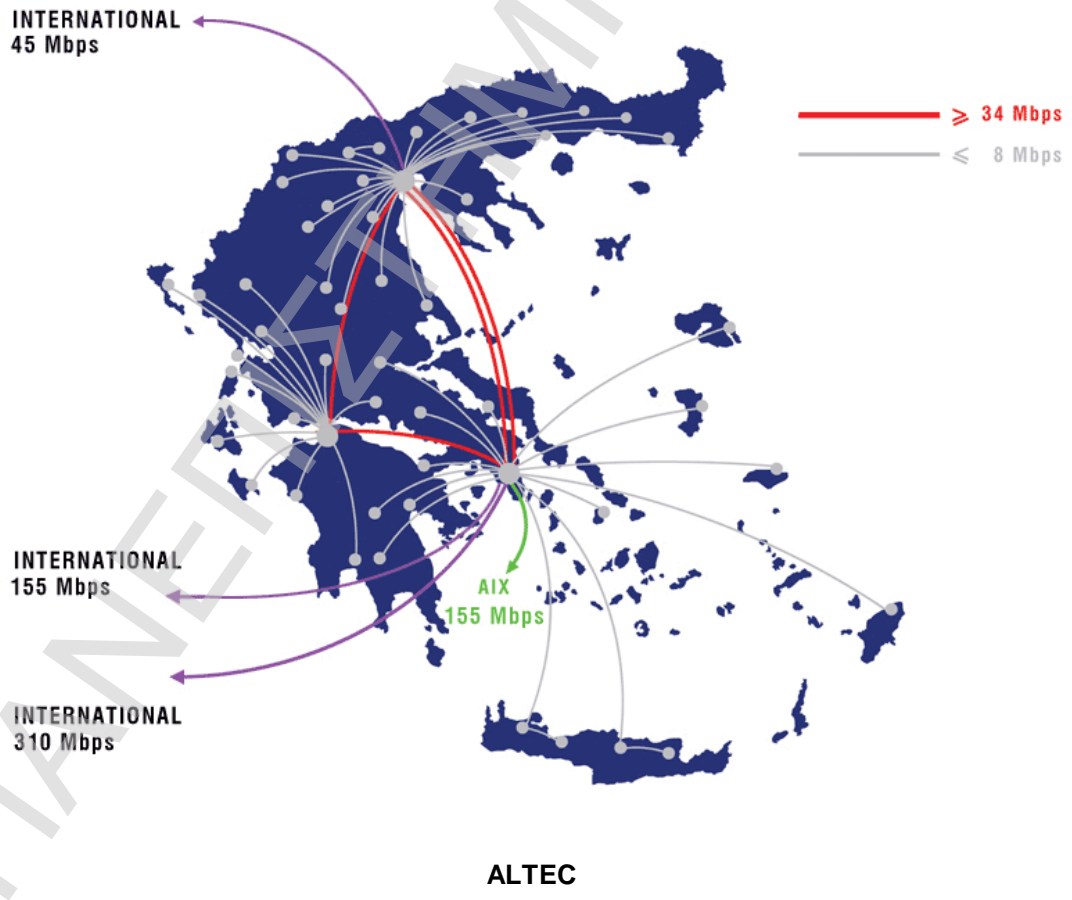 INTERNATIONAL
45 Mbps
⩾ 34 Mbps
⩽ 8 Mbps
INTERNATIONAL
155 Mbps
AIX
155 Mbps
INTERNATIONAL
310 Mbps
ALTEC